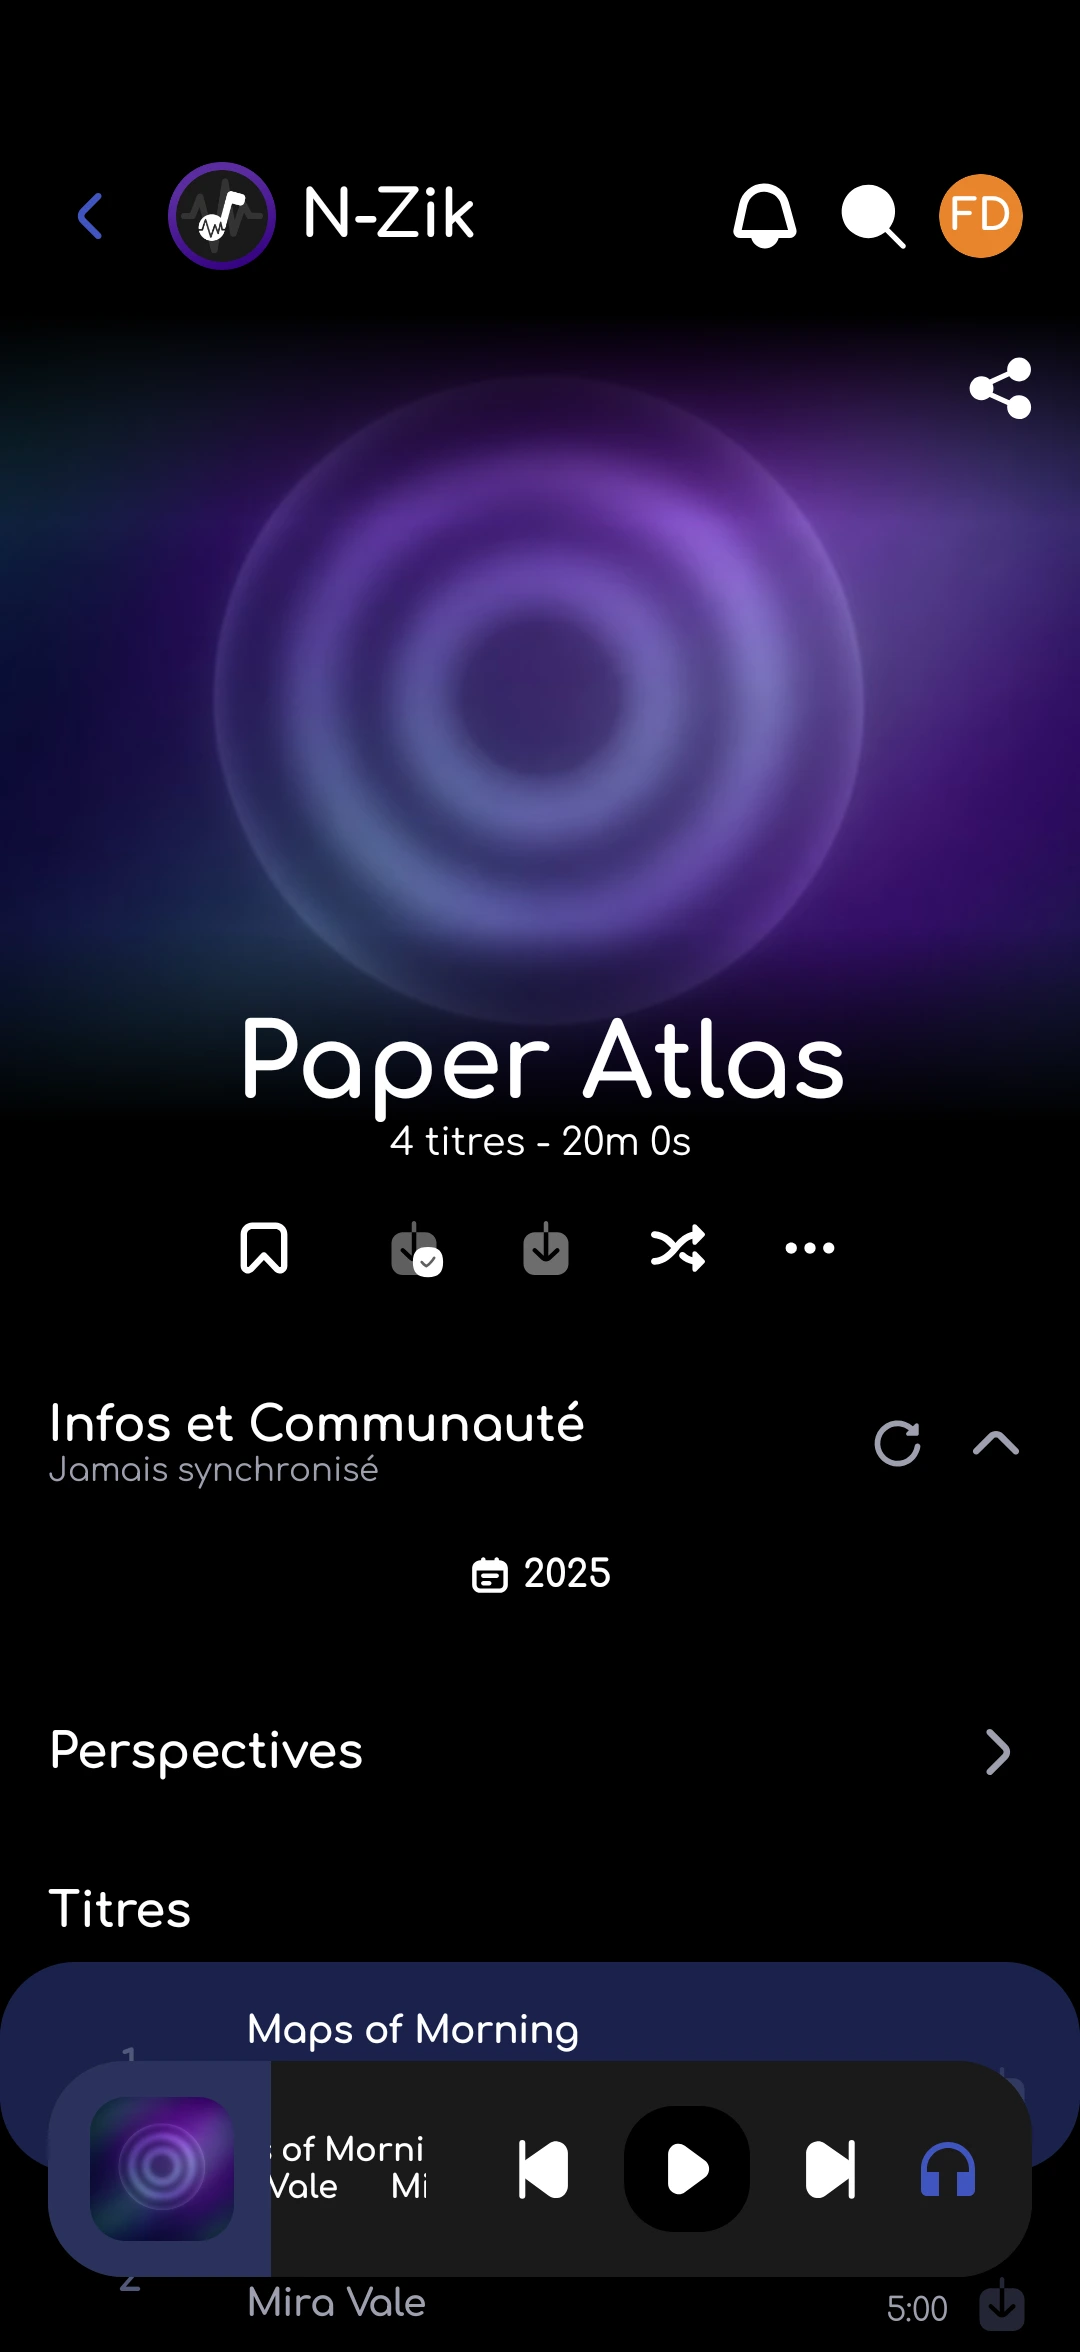 N-Zik
FD
Paper Atlas
4 titres - 20m 0s
Infos et Communauté
Jamais synchronisé
2025
Perspectives
Titres
1
Maps of Morning
of Morni
Vale Mi
2
Mira Vale
5:00